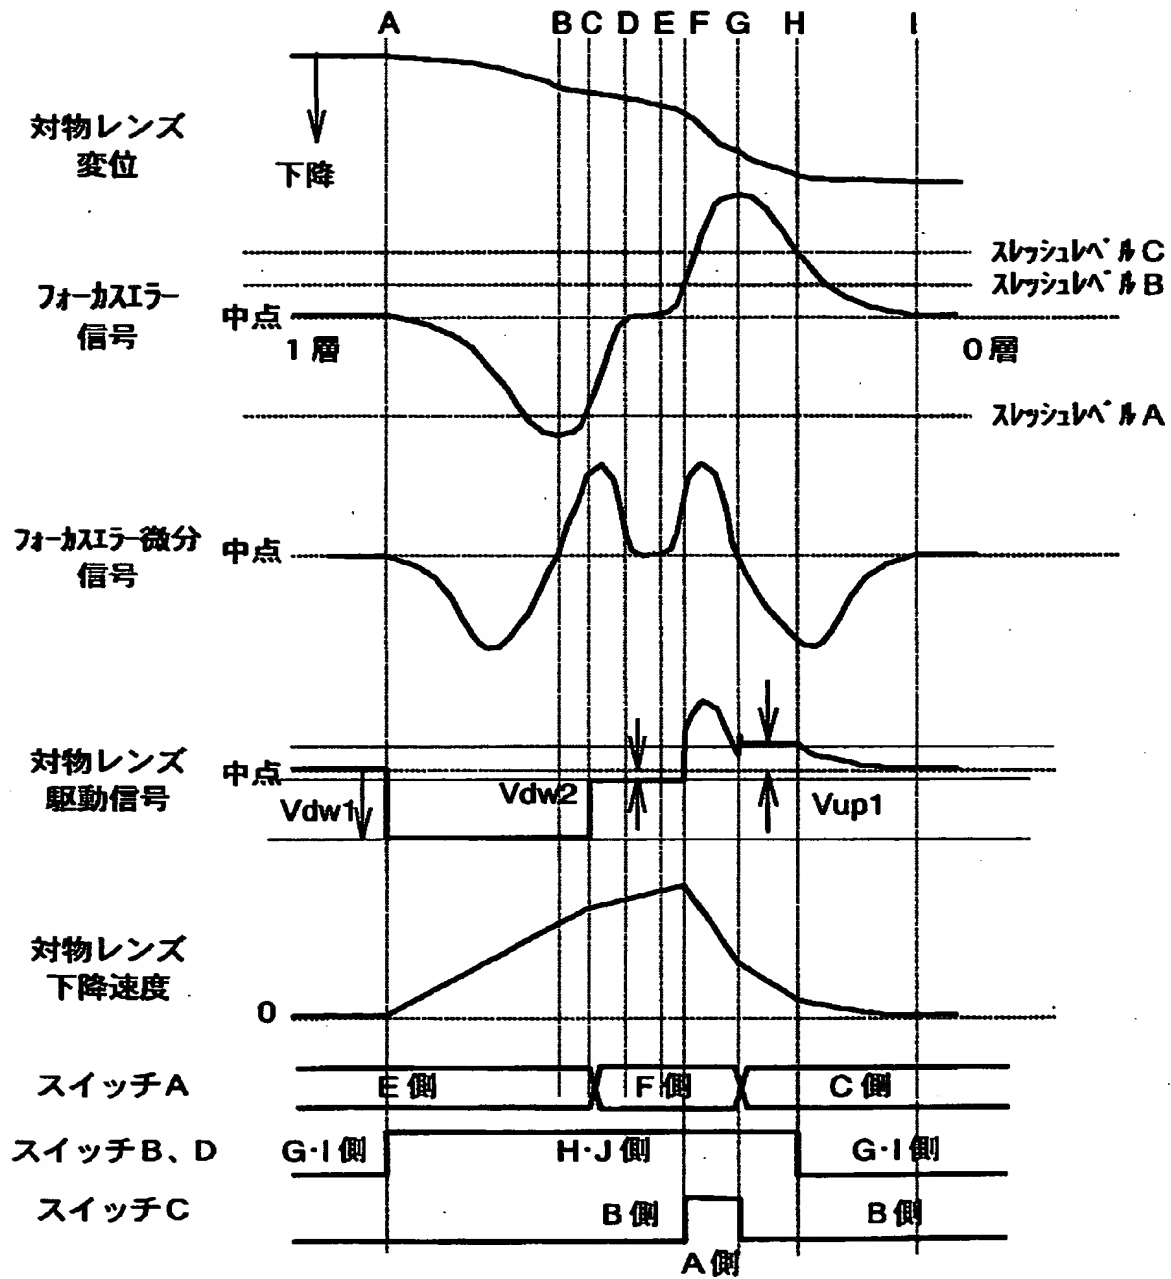 A B C D E F G H I
対物レンズ
変位
下降
スレッシュレベルC
スレッシュレベルB
フォーカスエラー
信号
中点
1層
0層
スレッシュレベルA
フォーカスエラー微分
信号
中点
対物レンズ
駆動信号
中点
Vdw1
Vdw2
Vup1
対物レンズ
下降速度
0
スイッチA
E側
F側
C側
スイッチB、D
G·I側
H·J側
G·I側
スイッチC
B側
A側
B側